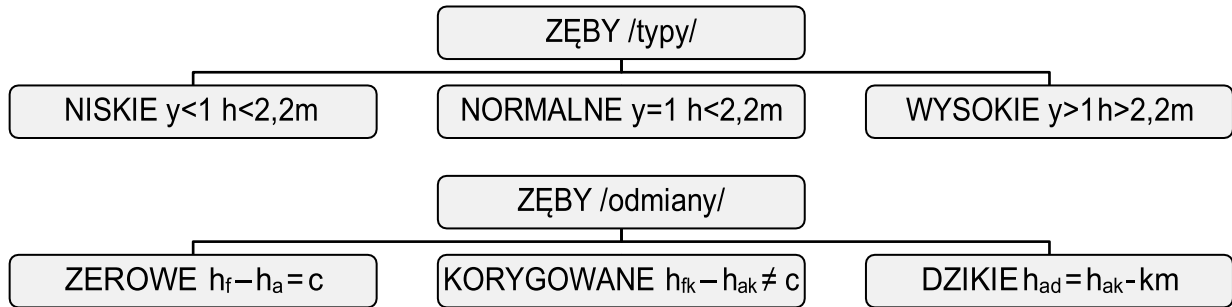 ZĘBY /typy/
NISKIE y<1 h<2,2m
NORMALNE y=1 h<2,2m
WYSOKIE y>1h>2,2m
ZĘBY /odmiany/
ZEROWE hf–ha=c
KORYGOWANE hfk–hak≠c
DZIKIE had=hak-km